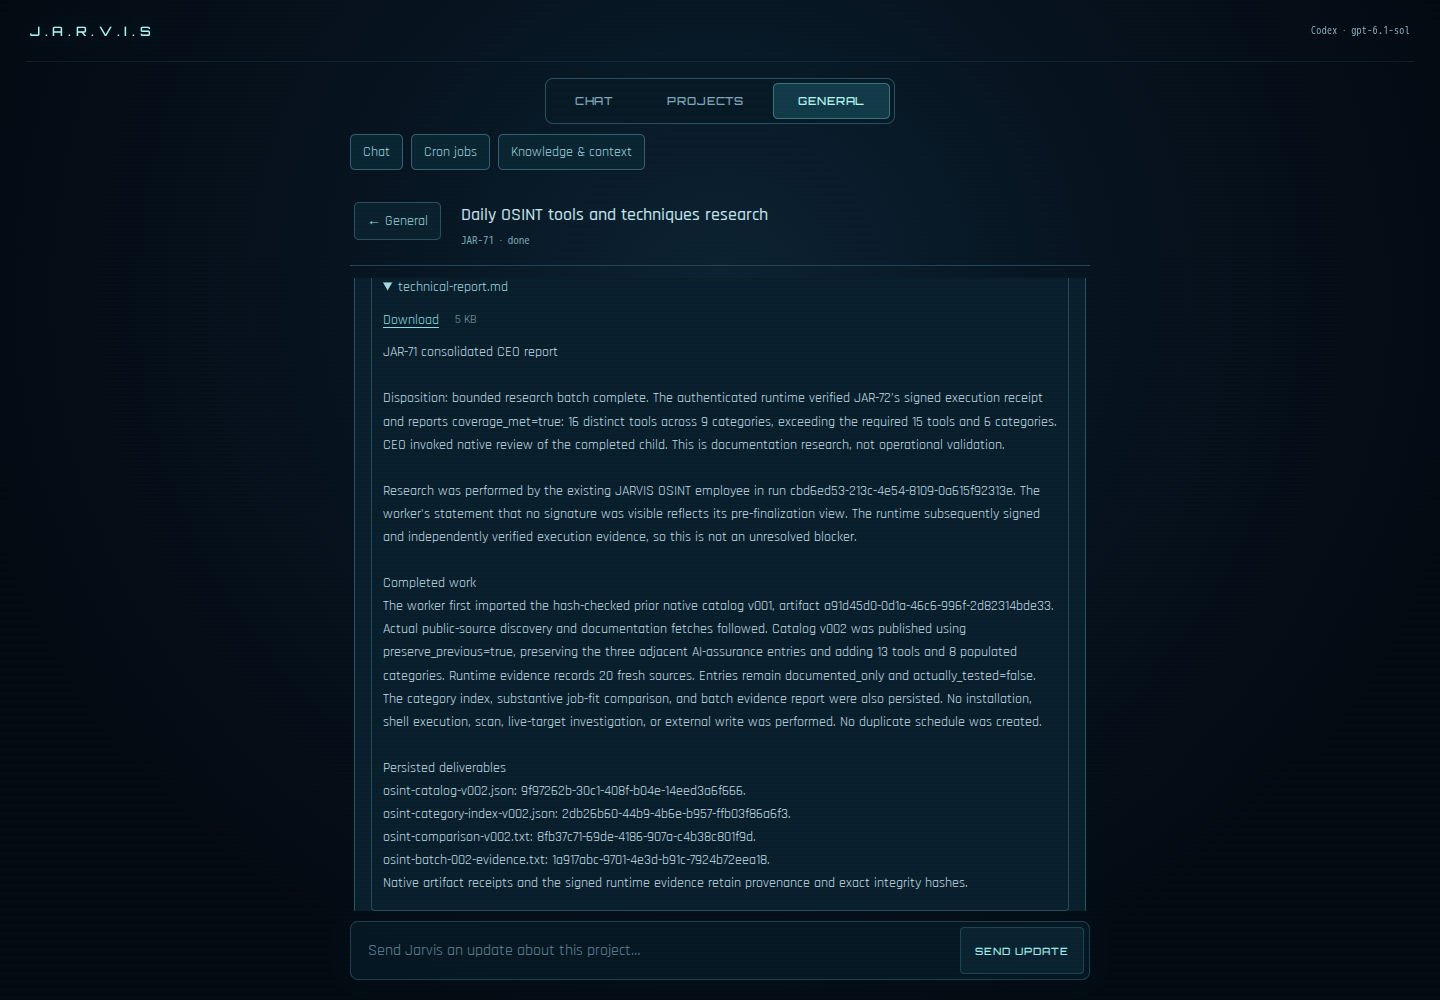 J.A.R.V.I.S
Codex · gpt-6.1-sol
CHAT
PROJECTS
GENERAL
Chat
Cron jobs
Knowledge & context
← General
Daily OSINT tools and techniques research
JAR-71 · done
▼ technical-report.md
Download 5 KB
JAR-71 consolidated CEO report
Disposition: bounded research batch complete. The authenticated runtime verified JAR-72's signed execution receipt
and reports coverage_met=true: 16 distinct tools across 9 categories, exceeding the required 15 tools and 6 categories.
CEO invoked native review of the completed child. This is documentation research, not operational validation.
Research was performed by the existing JARVIS OSINT employee in run cbd6ed53-213c-4e54-8109-0a615f92313e. The
worker's statement that no signature was visible reflects its pre-finalization view. The runtime subsequently signed
and independently verified execution evidence, so this is not an unresolved blocker.
Completed work
The worker first imported the hash-checked prior native catalog v001, artifact a91d45d0-0d1a-46c6-996f-2d82314bde33.
Actual public-source discovery and documentation fetches followed. Catalog v002 was published using
preserve_previous=true, preserving the three adjacent AI-assurance entries and adding 13 tools and 8 populated
categories. Runtime evidence records 20 fresh sources. Entries remain documented_only and actually_tested=false.
The category index, substantive job-fit comparison, and batch evidence report were also persisted. No installation,
shell execution, scan, live-target investigation, or external write was performed. No duplicate schedule was created.
Persisted deliverables
osint-catalog-v002.json: 9f97262b-30c1-408f-b04e-14eed3a6f666.
osint-category-index-v002.json: 2db26b60-44b9-4b6e-b957-ffb03f86a6f3.
osint-comparison-v002.txt: 8fb37c71-69de-4186-907a-c4b38c801f9d.
osint-batch-002-evidence.txt: 1a917abc-9701-4e3d-b91c-7924b72eea18.
Native artifact receipts and the signed runtime evidence retain provenance and exact integrity hashes.
Send Jarvis an update about this project...
SEND UPDATE